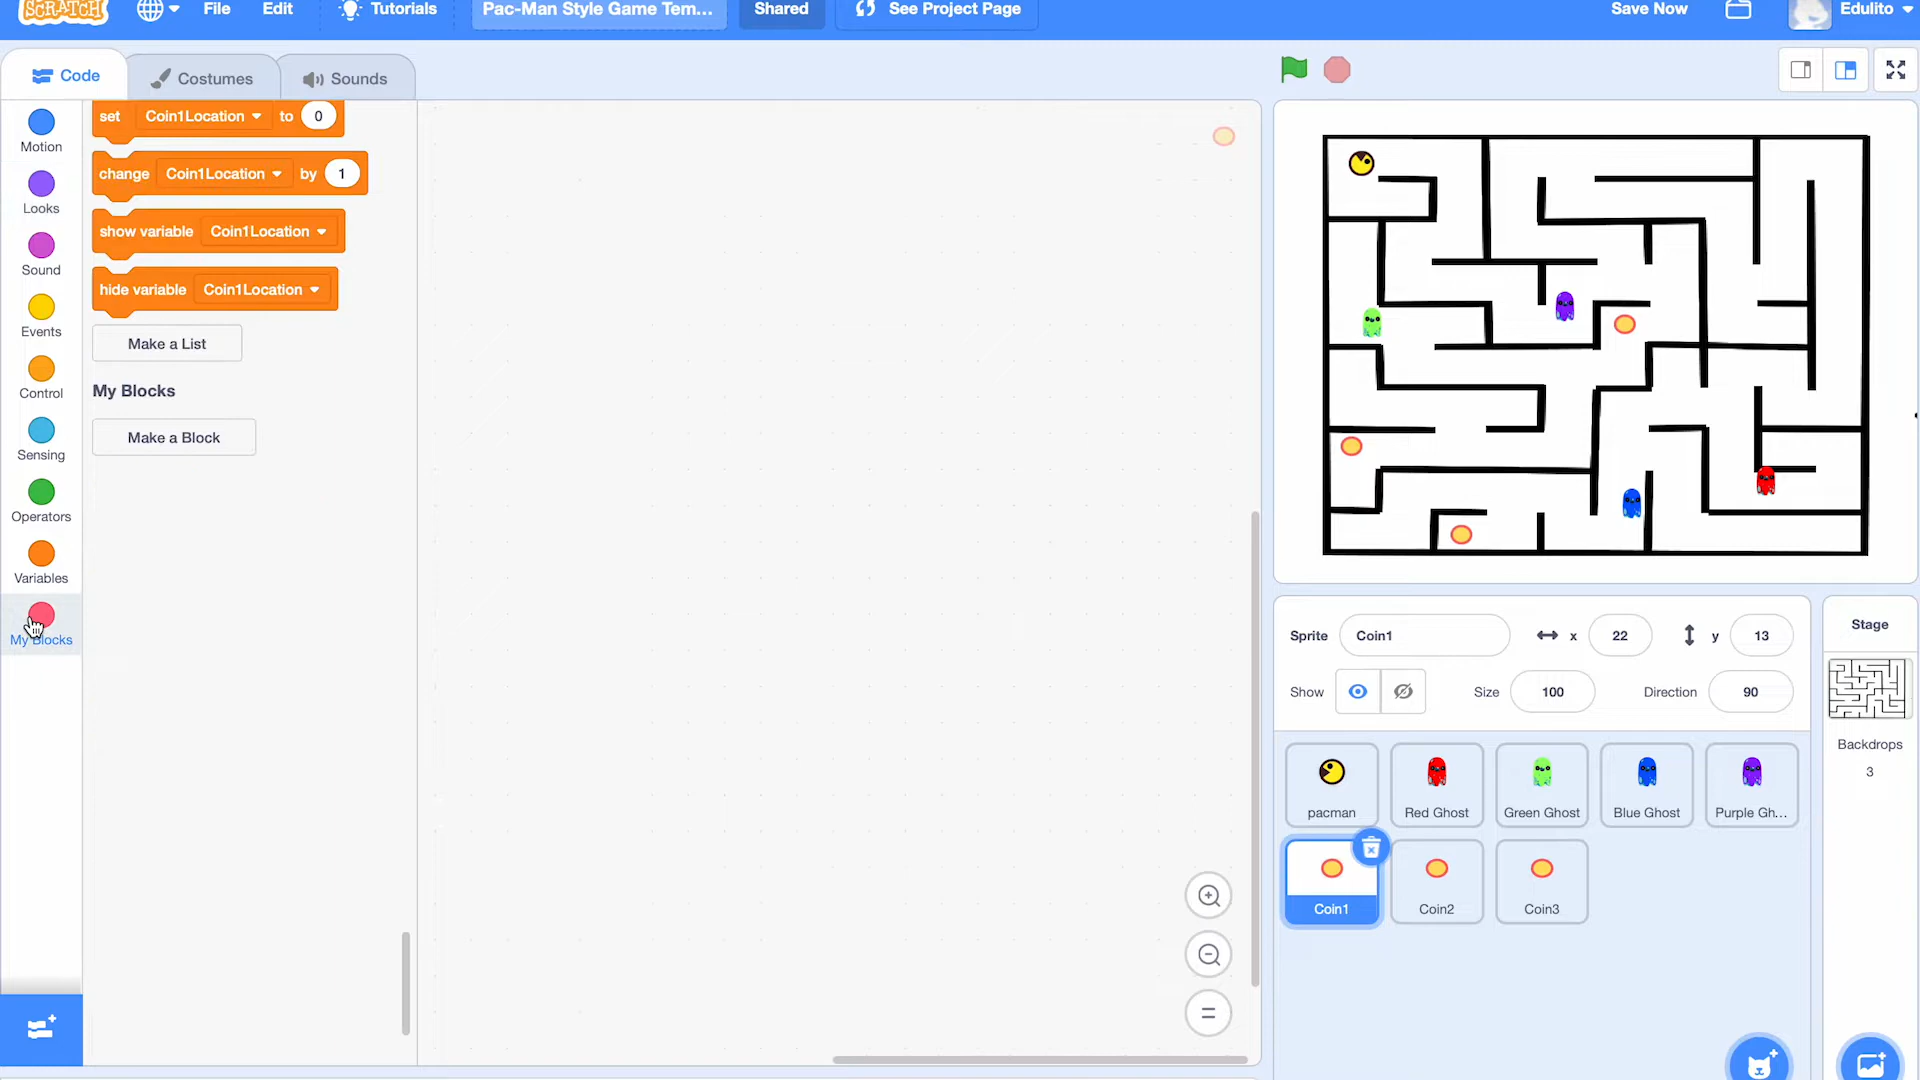 SCRATCH
File
Edit
Tutorials
Pac-Man Style Game Tem...
Shared
See Project Page
Save Now
Edulito
Code
Costumes
Sounds
Motion
Looks
Sound
Events
Control
Sensing
Operators
Variables
My Blocks
set Coin1Location to 0
change Coin1Location by 1
show variable Coin1Location
hide variable Coin1Location
Make a List
My Blocks
Make a Block
Sprite Coin1 x 22 y 13
Show Size 100 Direction 90
pacman
Red Ghost
Green Ghost
Blue Ghost
Purple Gh...
Coin1
Coin2
Coin3
Stage
Backdrops
3